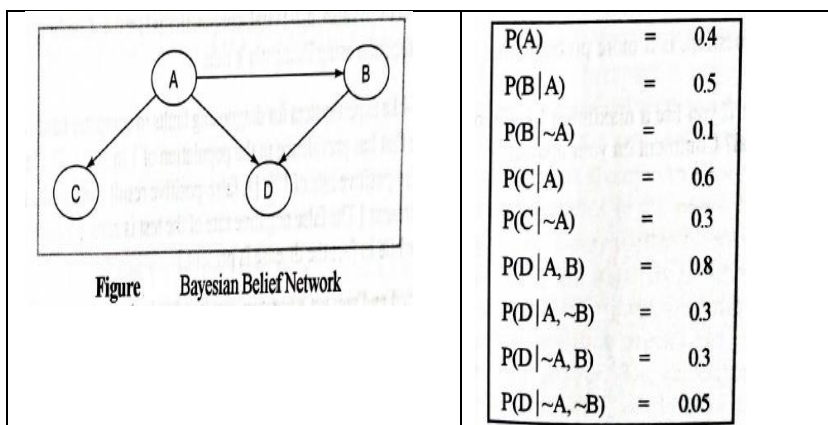 A
B
C
D
Figure Bayesian Belief Network
P(A) = 0.4
P(B|A) = 0.5
P(B|~A) = 0.1
P(C|A) = 0.6
P(C|~A) = 0.3
P(D|A, B) = 0.8
P(D|A, ~B) = 0.3
P(D|~A, B) = 0.3
P(D|~A, ~B) = 0.05